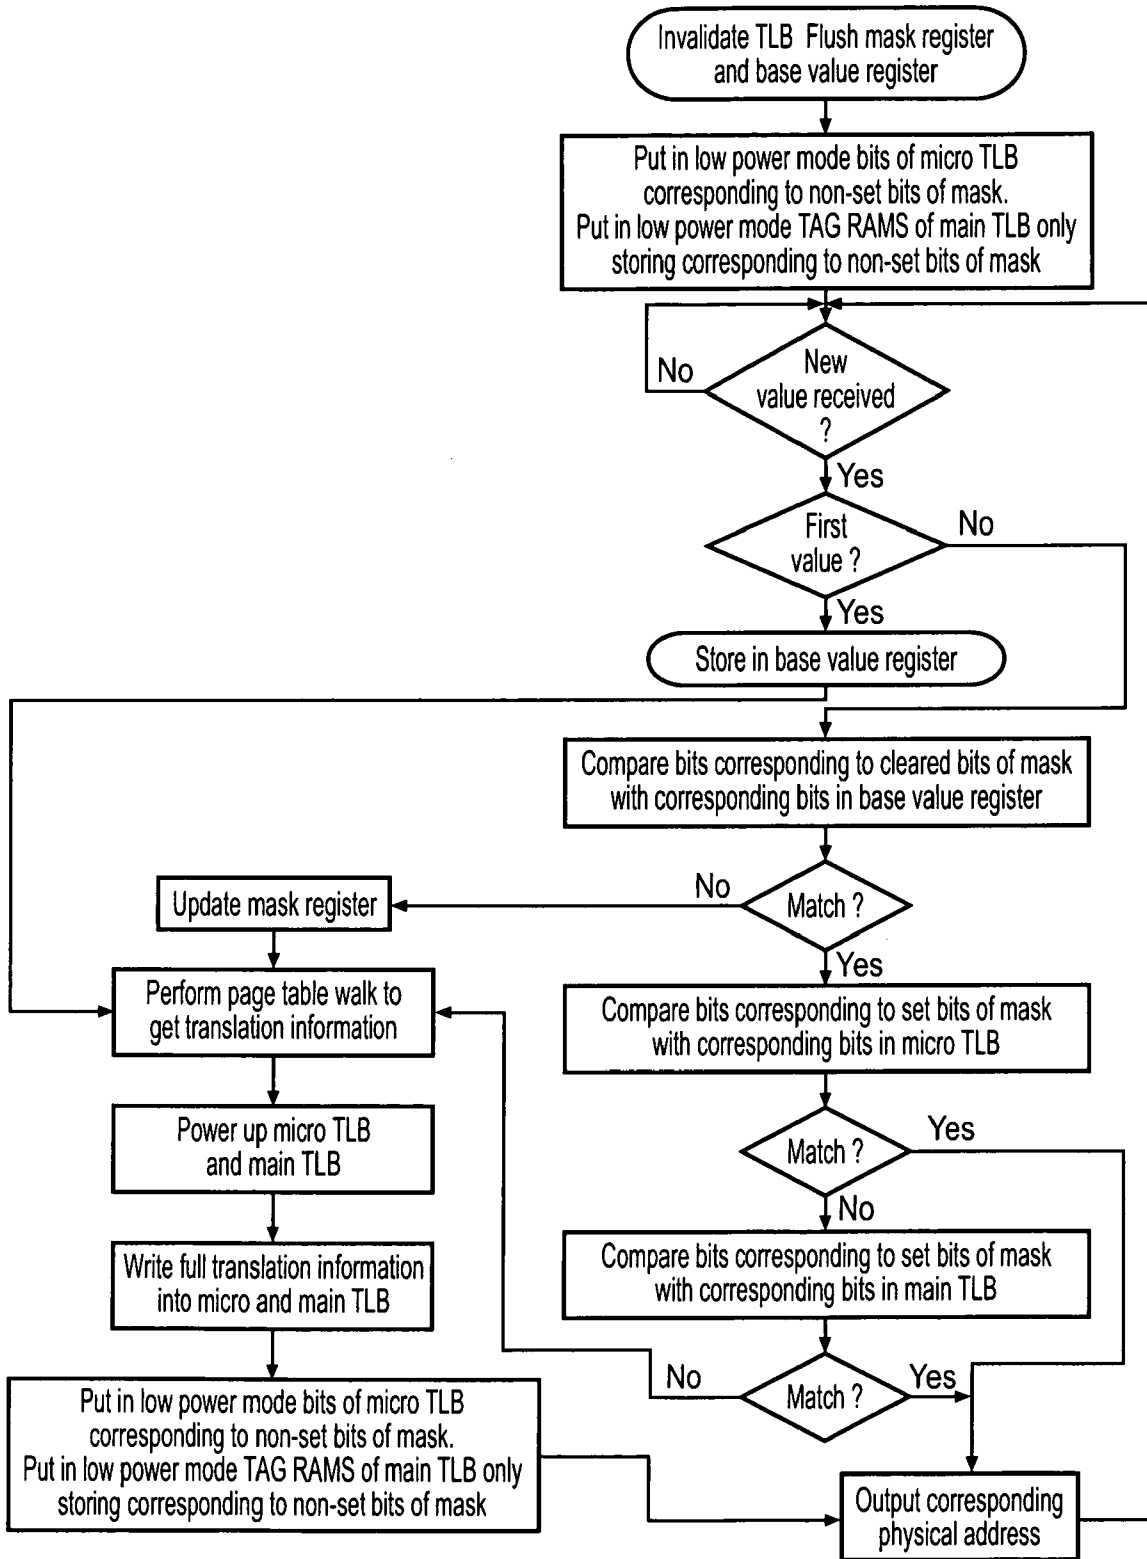 Invalidate TLB Flush mask register
and base value register
Put in low power mode bits of micro TLB
corresponding to non-set bits of mask.
Put in low power mode TAG RAMS of main TLB only
storing corresponding to non-set bits of mask
No
New
value received
?
Yes
First
value ?
No
Yes
Store in base value register
Compare bits corresponding to cleared bits of mask
with corresponding bits in base value register
No
Match ?
Update mask register
Yes
Perform page table walk to
get translation information
Compare bits corresponding to set bits of mask
with corresponding bits in micro TLB
Power up micro TLB
and main TLB
Match ?
Yes
No
Write full translation information
into micro and main TLB
Compare bits corresponding to set bits of mask
with corresponding bits in main TLB
No
Match ?
Yes
Put in low power mode bits of micro TLB
corresponding to non-set bits of mask.
Put in low power mode TAG RAMS of main TLB only
storing corresponding to non-set bits of mask
Output corresponding
physical address